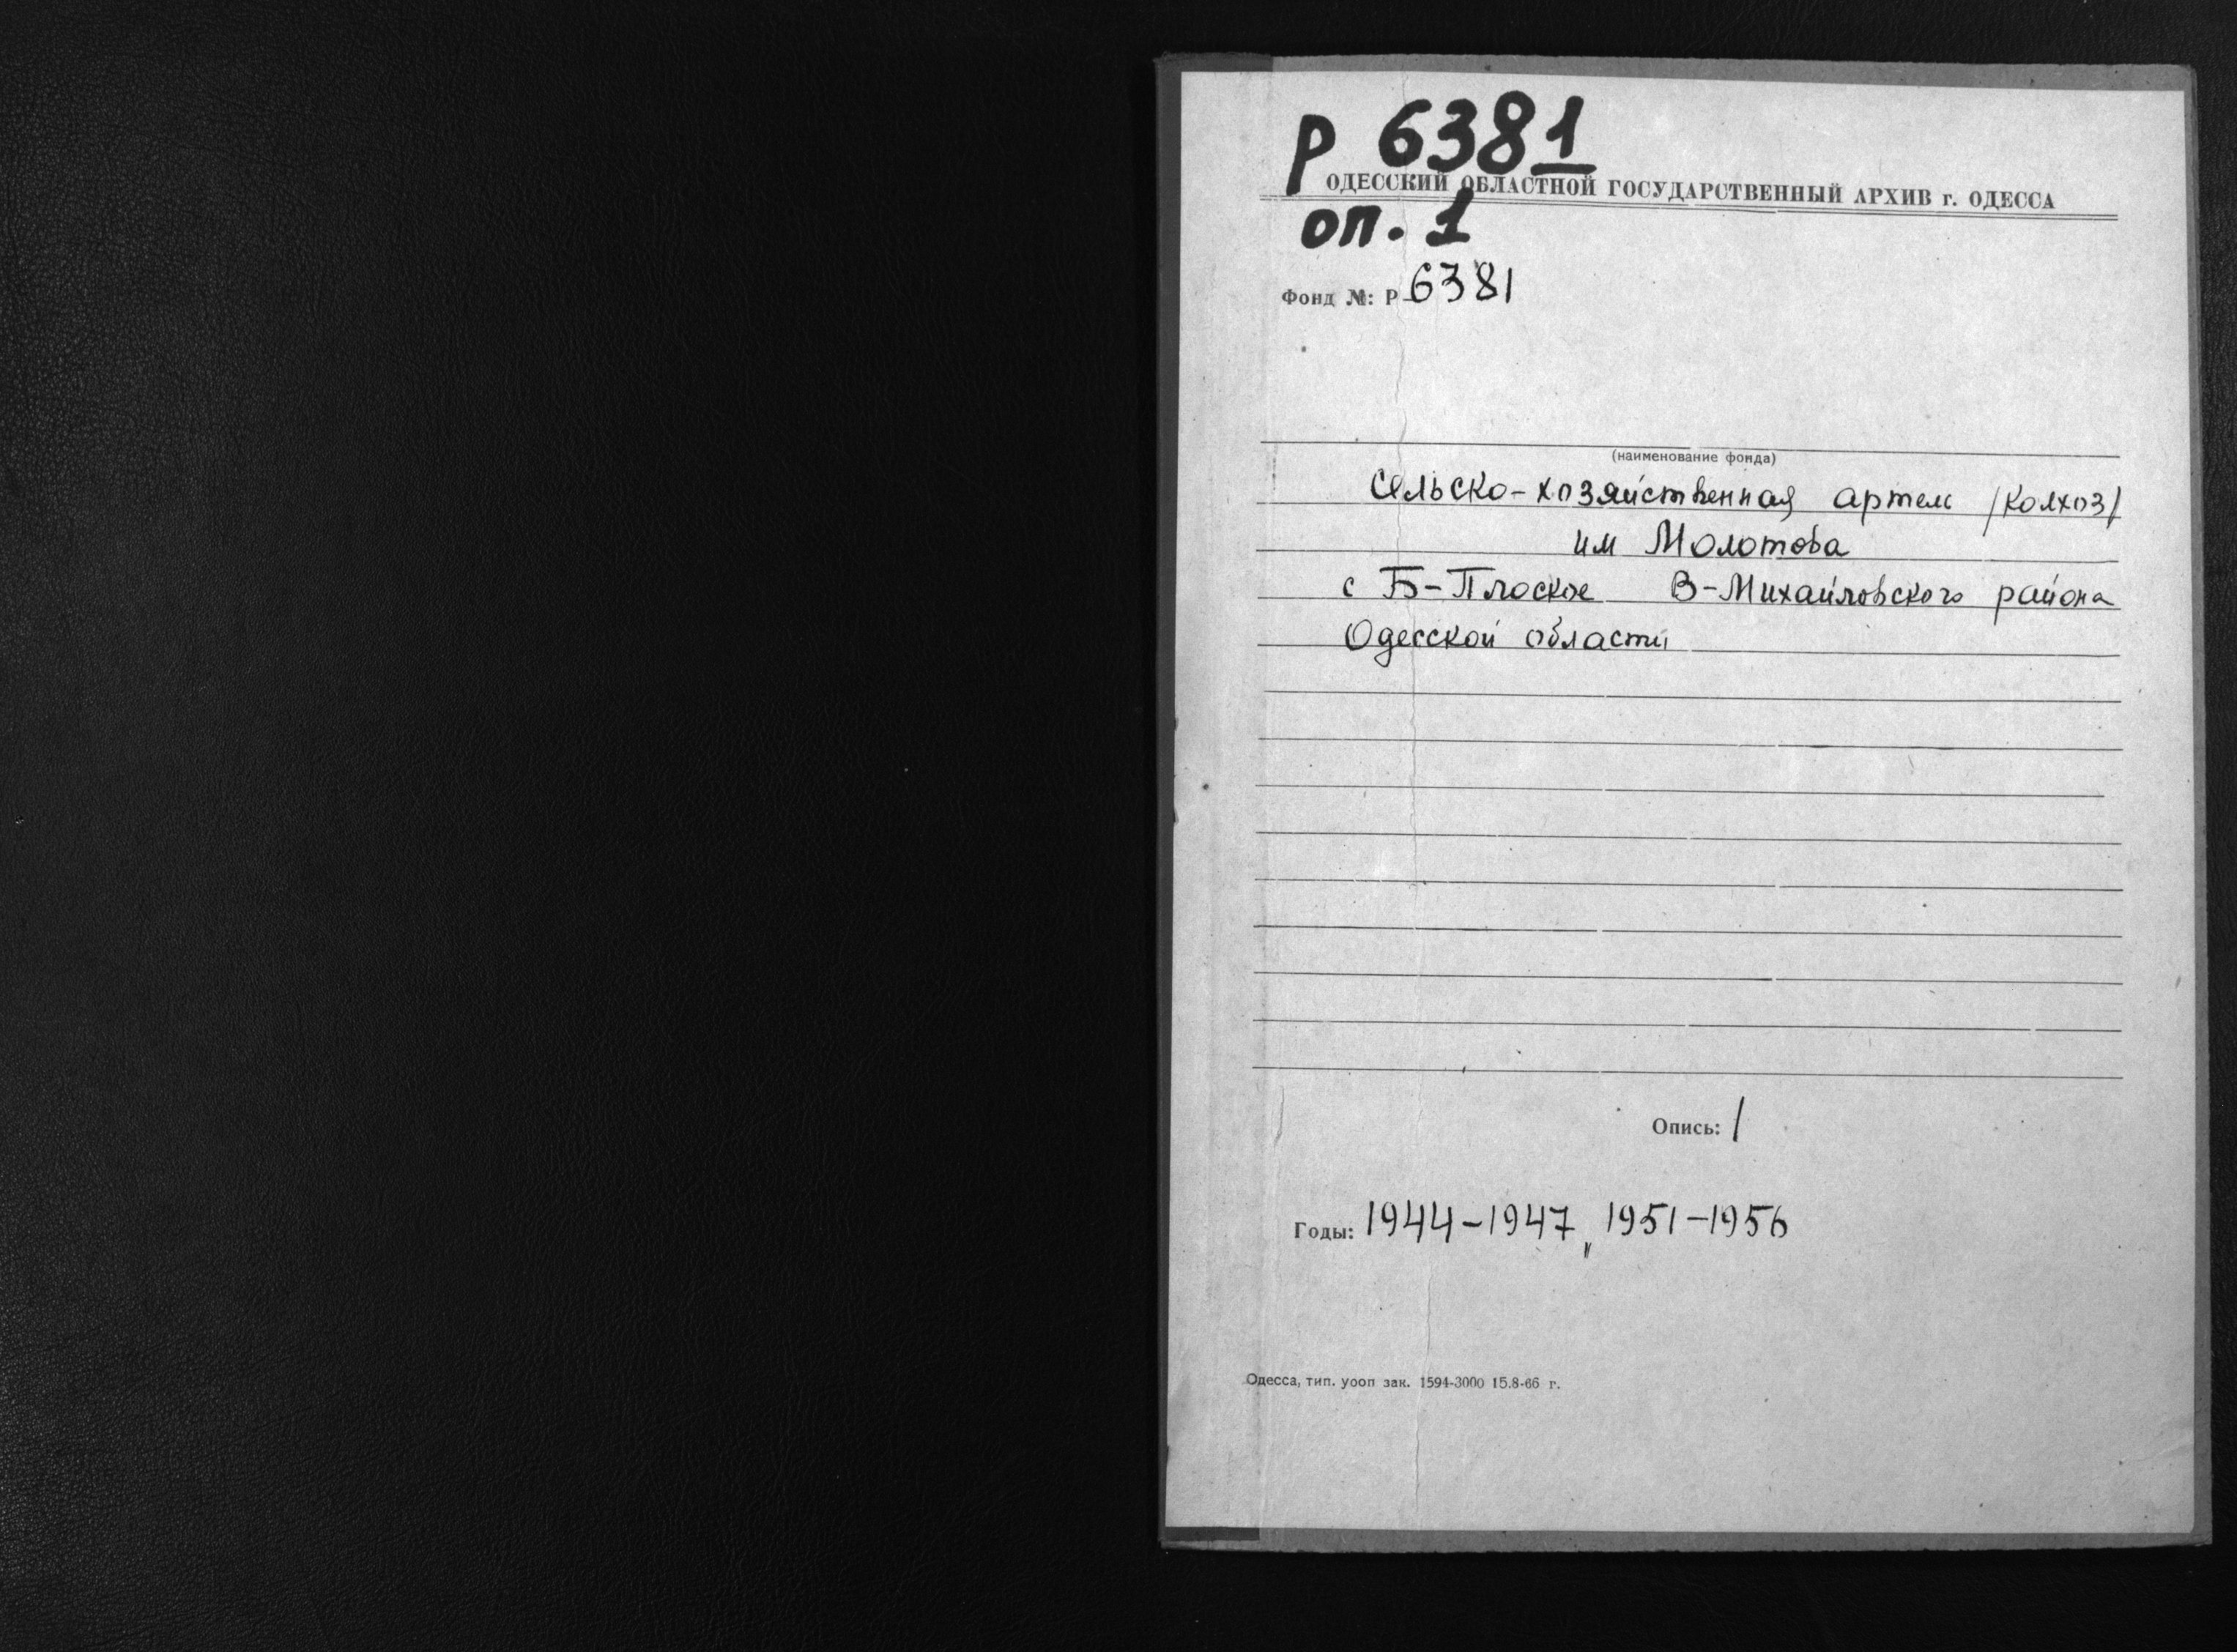 Р 6381
ОДЕССКИЙ ОБЛАСТНОЙ ГОСУДАРСТВЕННЫЙ АРХИВ г. ОДЕССА
оп. 1
Фонд №: Р-6381
(наименование фонда)
Сельско-хозяйственная артель /колхоз/
им Молотова
с Б-Плоское В-Михайловского района
Одесской области
Опись: 1
Годы: 1944-1947, 1951-1956
Одесса, тип. уооп зак. 1594-3000 15.8-66 г.